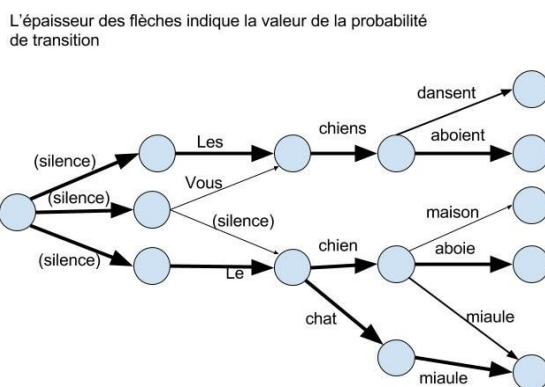 L'épaisseur des flèches indique la valeur de la probabilité
de transition
dansent
chiens
aboient
Les
(silence)
Vous
(silence)
(silence)
maison
chien
aboie
(silence)
Le
chat
miaule
miaule